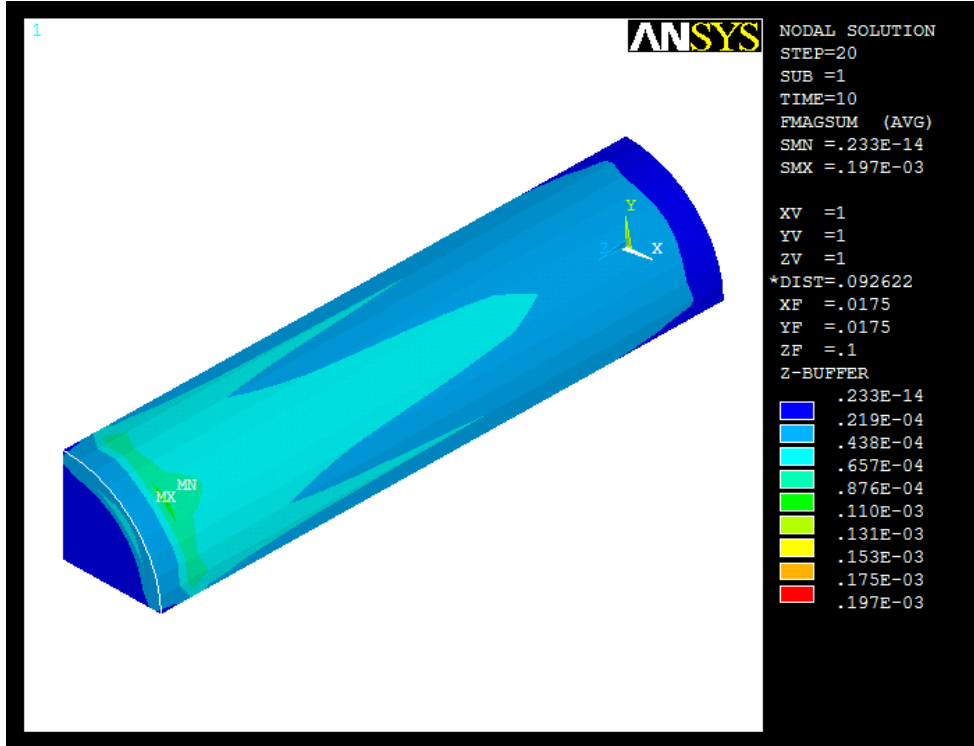 1
ANSYS
NODAL SOLUTION
STEP=20
SUB =1
TIME=10
FMAGSUM (AVG)
SMN =.233E-14
SMX =.197E-03
XV =1
YV =1
ZV =1
*DIST=.092622
XF =.0175
YF =.0175
ZF =.1
Z-BUFFER
.233E-14
.219E-04
.438E-04
.657E-04
.876E-04
.110E-03
.131E-03
.153E-03
.175E-03
.197E-03
Y
Z X
MN
MX